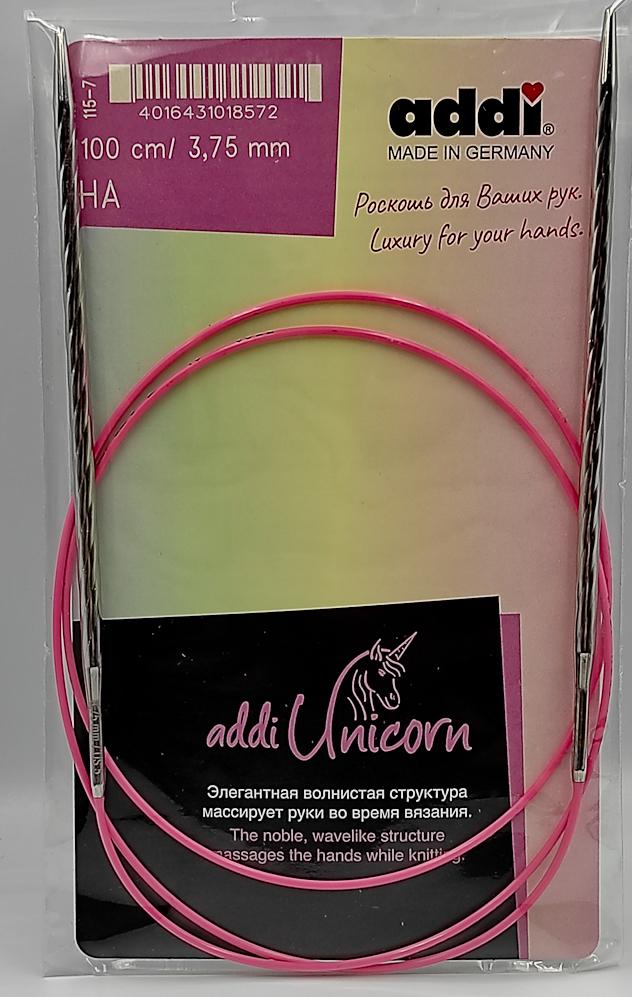 115-7
4016431018572
100 cm/ 3,75 mm
HA
addi®
MADE IN GERMANY
Роскошь для Ваших рук.
Luxury for your hands.
addi Unicorn
Элегантная волнистая структура
массирует руки во время вязания.
The noble, wavelike structure
massages the hands while knitting.